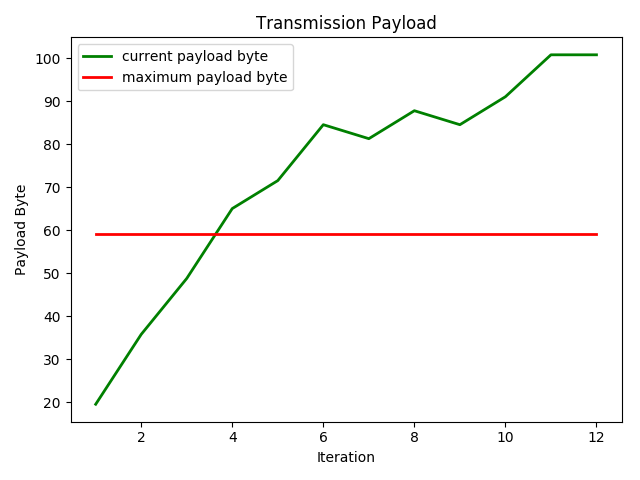 Transmission Payload
current payload byte
maximum payload byte
100
90
80
70
60
50
40
30
20
Payload Byte
2 4 6 8 10 12
Iteration